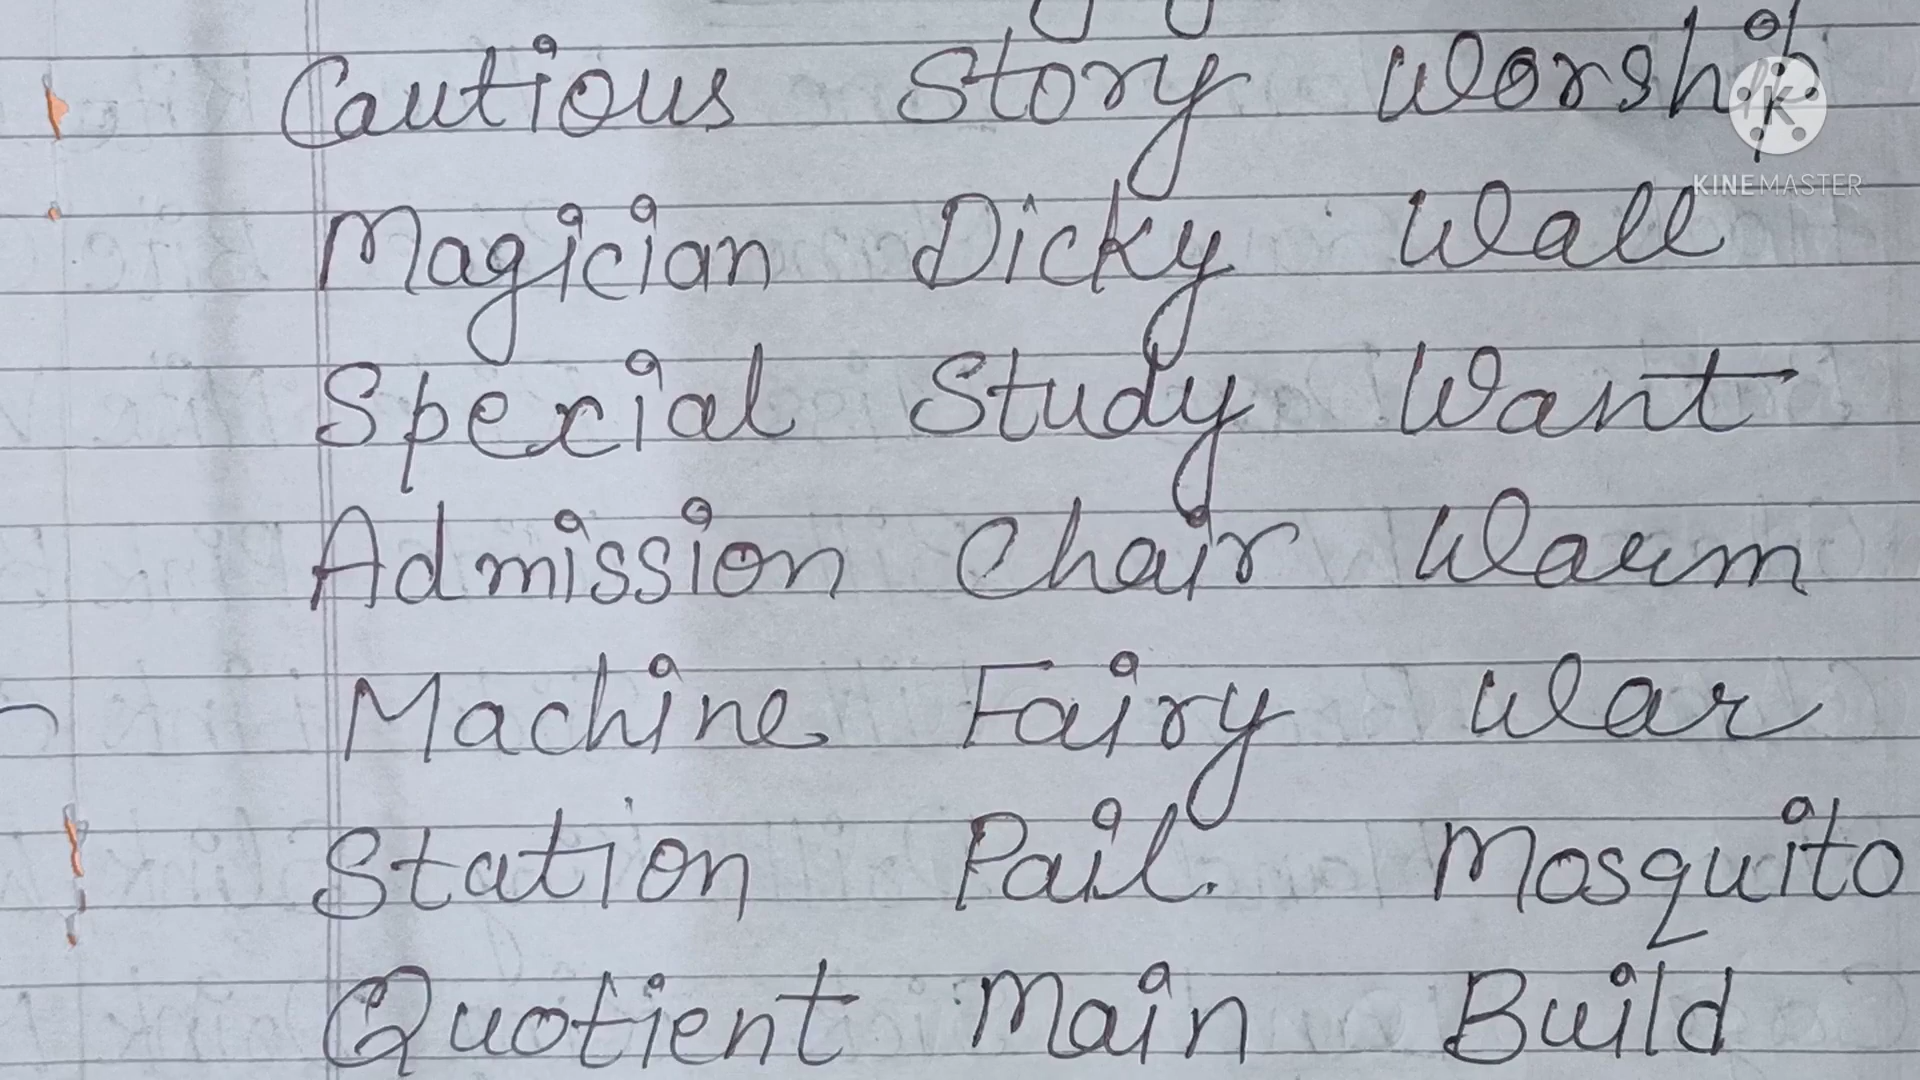 Cautious Story Worship
KINEMASTER
Magician Dicky Wall
Special Study Want
Admission Chair Warm
Machine Fairy War
Station Pail.  Mosquito
Quotient Main Build